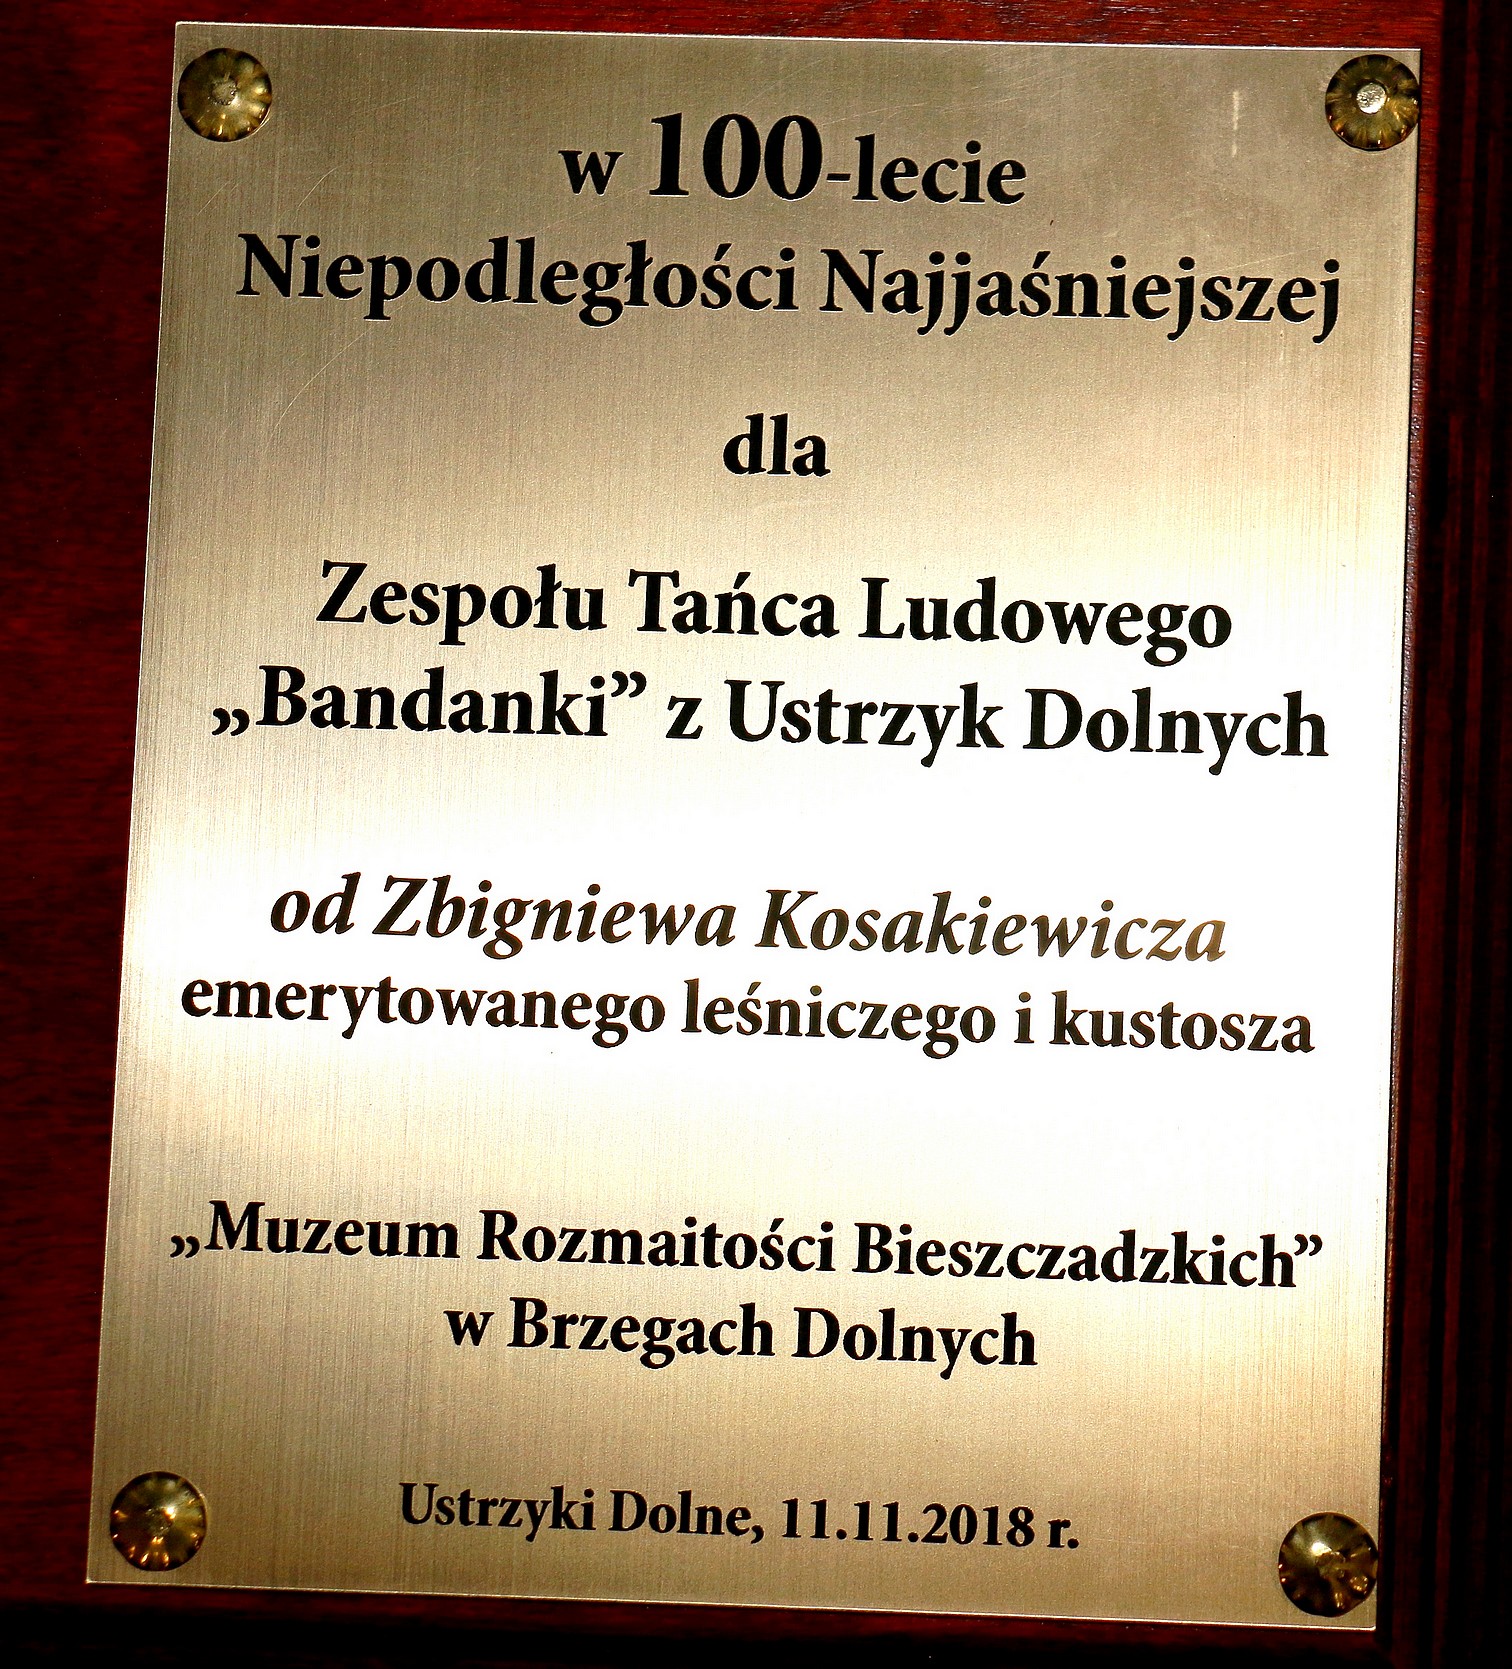 w 100-lecie
Niepodległości Najjaśniejszej
dla
Zespołu Tańca Ludowego
„Bandanki” z Ustrzyk Dolnych
od Zbigniewa Kosakiewicza
emerytowanego leśniczego i kustosza
„Muzeum Rozmaitości Bieszczadzkich”
w Brzegach Dolnych
Ustrzyki Dolne, 11.11.2018 r.